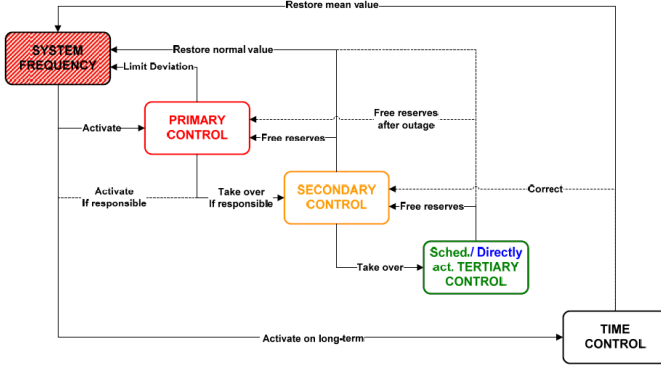 Restore mean value
SYSTEM
FREQUENCY
Restore normal value
Limit Deviation
PRIMARY
CONTROL
Free reserves
after outage
Activate
Free reserves
Activate
If responsible
Take over
If responsible
SECONDARY
CONTROL
Correct
Free reserves
Sched./ Directly
act. TERTIARY
CONTROL
Take over
TIME
CONTROL
Activate on long-term